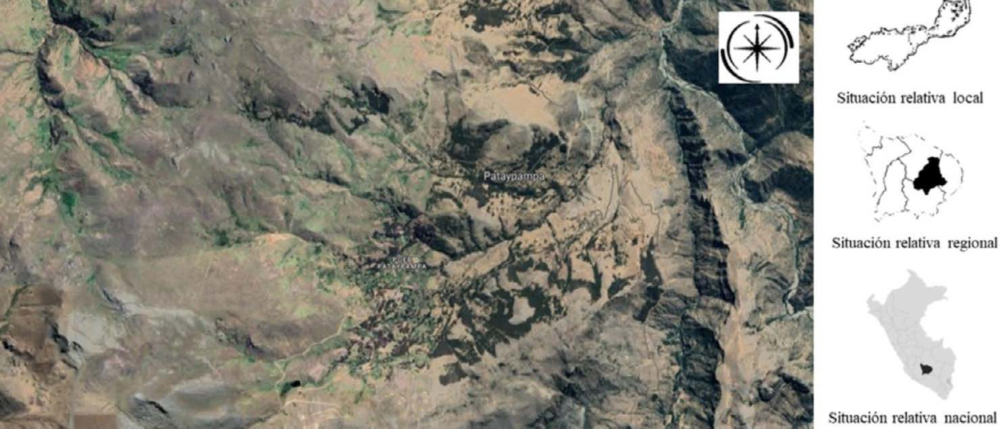 Situación relativa local
Pataypampa
Situación relativa regional
PATAYPAMPA
Situación relativa nacional